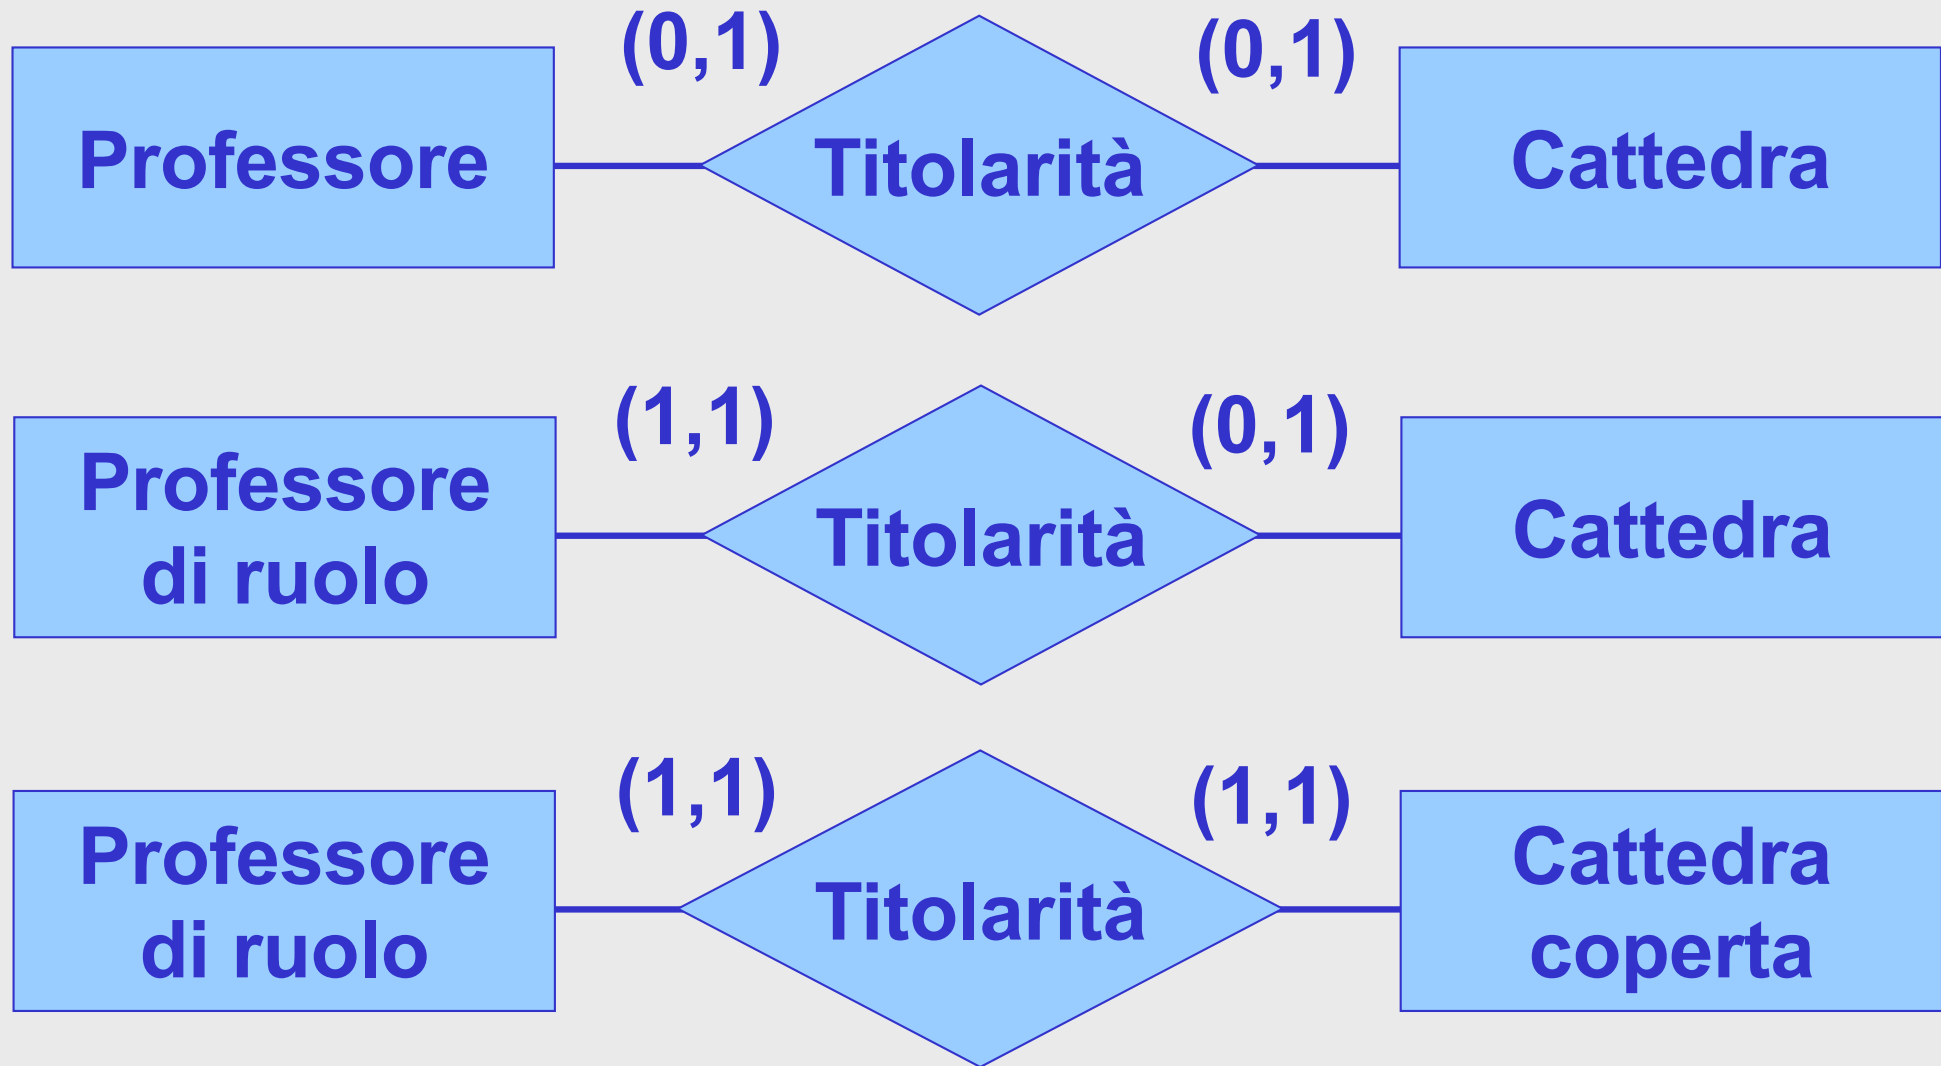 (0,1)
(0,1)
Professore
Titolarità
Cattedra
(1,1)
(0,1)
Professore
di ruolo
Titolarità
Cattedra
(1,1)
(1,1)
Professore
di ruolo
Titolarità
Cattedra
coperta